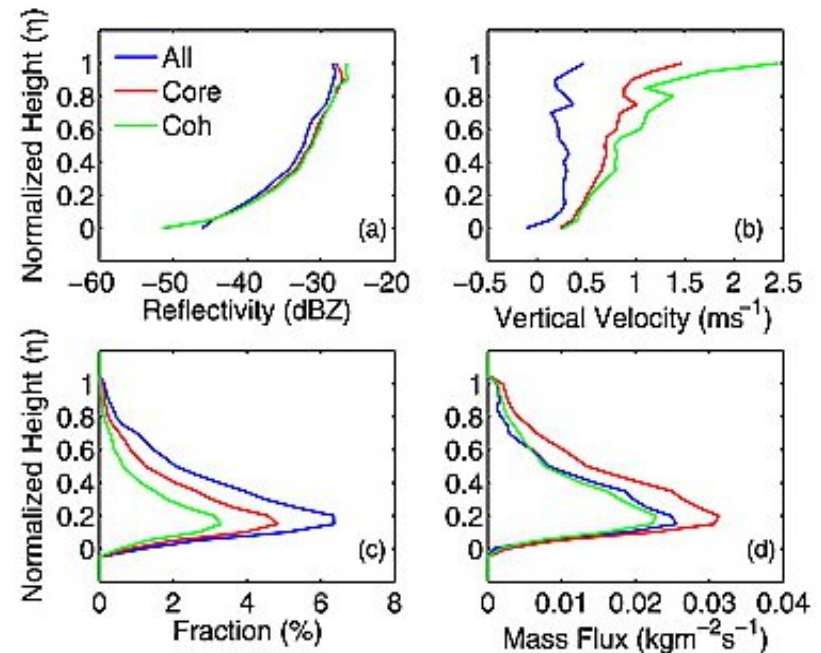 Normalized Height (η)
1
0.8
0.6
0.4
0.2
0
All
Core
Coh
(a)
−60 −50 −40 −30 −20
Reflectivity (dBZ)
1
0.8
0.6
0.4
0.2
0
(b)
−0.5 0 0.5 1 1.5 2 2.5
Vertical Velocity (ms⁻¹)
Normalized Height (η)
1
0.8
0.6
0.4
0.2
0
(c)
0 2 4 6 8
Fraction (%)
1
0.8
0.6
0.4
0.2
0
(d)
0 0.01 0.02 0.03 0.04
Mass Flux (kgm⁻²s⁻¹)